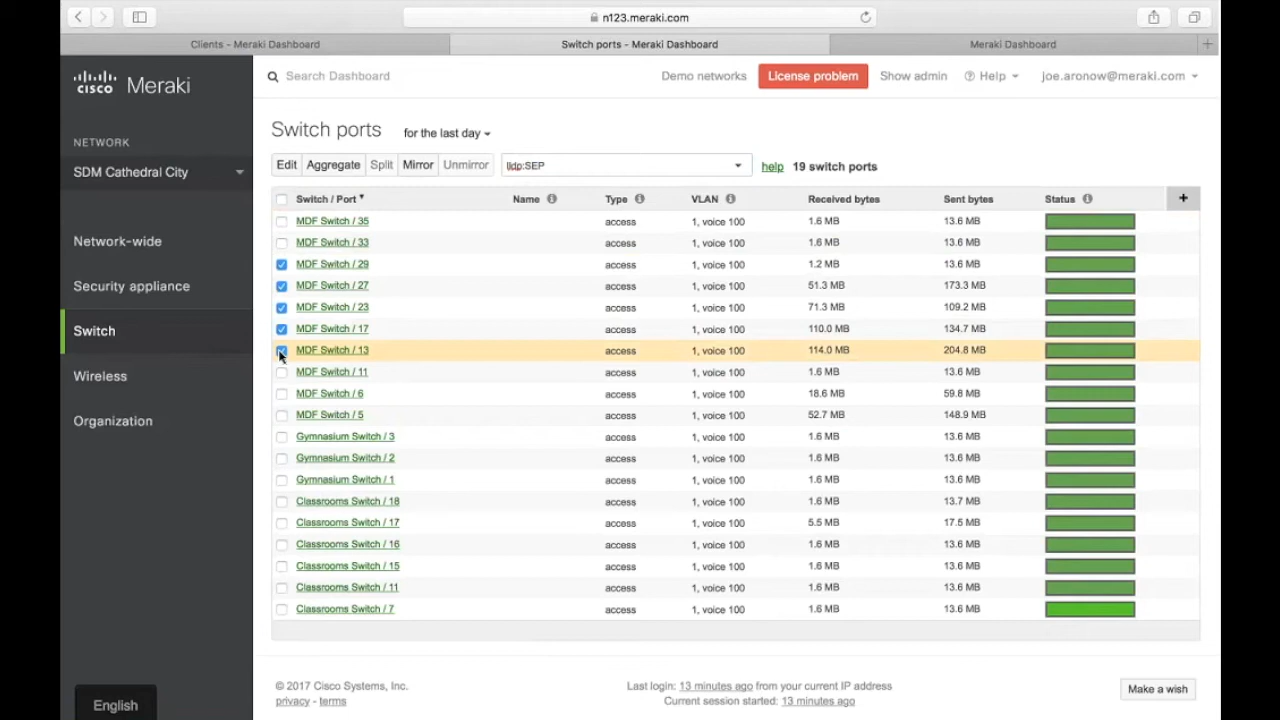 n123.meraki.com
Clients - Meraki Dashboard
Switch ports - Meraki Dashboard
Meraki Dashboard
cisco Meraki
Search Dashboard
Demo networks
License problem
Show admin
Help
joe.aronow@meraki.com
NETWORK
SDM Cathedral City
Network-wide
Security appliance
Switch
Wireless
Organization
English
Switch ports for the last day
Edit Aggregate Split Mirror Unmirror lldp:SEP help 19 switch ports
Switch / Port Name Type VLAN Received bytes Sent bytes Status +
MDF Switch / 35 access 1, voice 100 1.6 MB 13.6 MB
MDF Switch / 33 access 1, voice 100 1.6 MB 13.6 MB
MDF Switch / 29 access 1, voice 100 1.2 MB 13.6 MB
MDF Switch / 27 access 1, voice 100 51.3 MB 173.3 MB
MDF Switch / 23 access 1, voice 100 71.3 MB 109.2 MB
MDF Switch / 17 access 1, voice 100 110.0 MB 134.7 MB
MDF Switch / 13 access 1, voice 100 114.0 MB 204.8 MB
MDF Switch / 11 access 1, voice 100 1.6 MB 13.6 MB
MDF Switch / 6 access 1, voice 100 18.6 MB 59.8 MB
MDF Switch / 5 access 1, voice 100 52.7 MB 148.9 MB
Gymnasium Switch / 3 access 1, voice 100 1.6 MB 13.6 MB
Gymnasium Switch / 2 access 1, voice 100 1.6 MB 13.6 MB
Gymnasium Switch / 1 access 1, voice 100 1.6 MB 13.6 MB
Classrooms Switch / 18 access 1, voice 100 1.6 MB 13.7 MB
Classrooms Switch / 17 access 1, voice 100 5.5 MB 17.5 MB
Classrooms Switch / 16 access 1, voice 100 1.6 MB 13.6 MB
Classrooms Switch / 15 access 1, voice 100 1.6 MB 13.6 MB
Classrooms Switch / 11 access 1, voice 100 1.6 MB 13.6 MB
Classrooms Switch / 7 access 1, voice 100 1.6 MB 13.6 MB
© 2017 Cisco Systems, Inc.
privacy - terms
Last login: 13 minutes ago from your current IP address
Current session started: 13 minutes ago
Make a wish